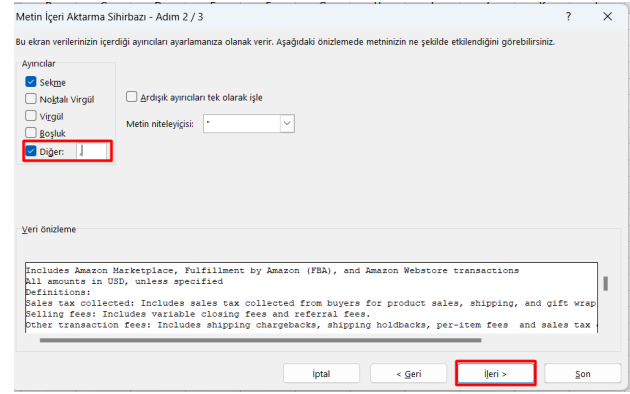 Metin İçeri Aktarma Sihirbazı - Adım 2 / 3
? X
Bu ekran verilerinizin içerdiği ayırıcıları ayarlamanıza olanak verir. Aşağıdaki önizlemede metninizin ne şekilde etkilendiğini görebilirsiniz.
Ayırıcılar
Sekme
Noktalı Virgül
Virgül
Boşluk
Diğer: ,
Ardışık ayırıcıları tek olarak işle
Metin niteleyicisi: "
Veri önizleme
Includes Amazon Marketplace, Fulfillment by Amazon (FBA), and Amazon Webstore transactions
All amounts in USD, unless specified
Definitions:
Sales tax collected: Includes sales tax collected from buyers for product sales, shipping, and gift wrap
Selling fees: Includes variable closing fees and referral fees.
Other transaction fees: Includes shipping chargebacks, shipping holdbacks, per-item fees and sales tax
İptal
< Geri
İleri >
Son